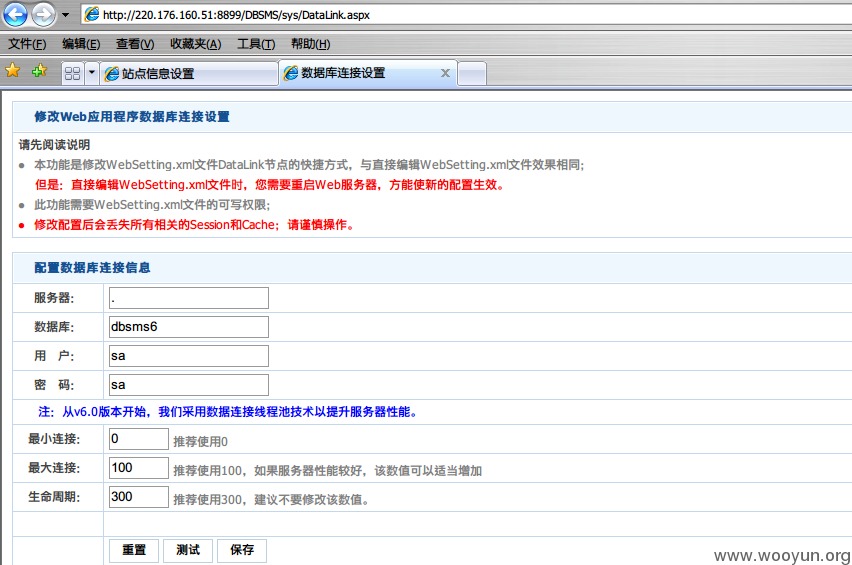 http://220.176.160.51:8899/DBSMS/sys/DataLink.aspx
文件(F) 编辑(E) 查看(V) 收藏夹(A) 工具(T) 帮助(H)
站点信息设置 数据库连接设置 X
修改Web应用程序数据库连接设置
请先阅读说明
● 本功能是修改WebSetting.xml文件DataLink节点的快捷方式，与直接编辑WebSetting.xml文件效果相同；
但是：直接编辑WebSetting.xml文件时，您需要重启Web服务器，方能使新的配置生效。
● 此功能需要WebSetting.xml文件的可写权限；
● 修改配置后会丢失所有相关的Session和Cache；请谨慎操作。
配置数据库连接信息
服务器： .
数据库： dbsms6
用 户： sa
密 码： sa
注：从v6.0版本开始，我们采用数据连接线程池技术以提升服务器性能。
最小连接： 0 推荐使用0
最大连接： 100 推荐使用100，如果服务器性能较好，该数值可以适当增加
生命周期： 300 推荐使用300，建议不要修改该数值。
重置 测试 保存
www.wooyun.org